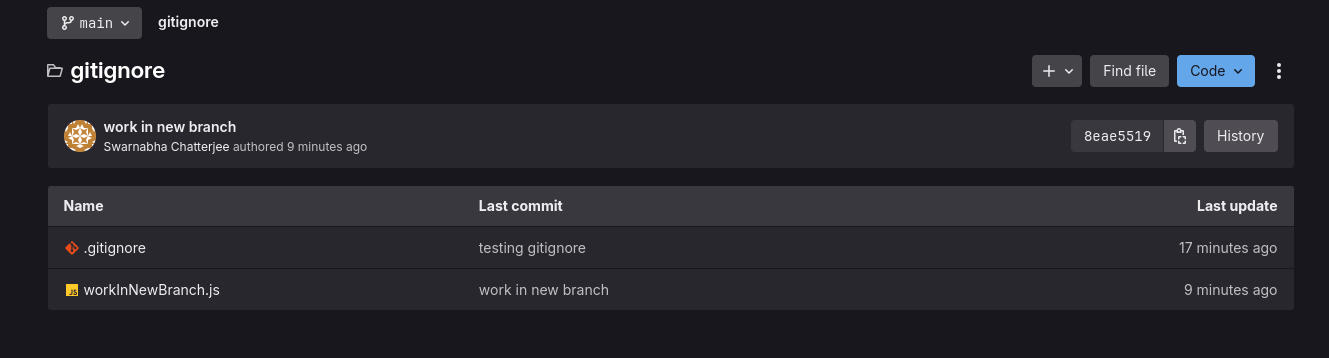 main gitignore
gitignore Find file Code
work in new branch
Swarnabha Chatterjee authored 9 minutes ago
8eae5519 History
Name Last commit Last update
.gitignore testing gitignore 17 minutes ago
JS workInNewBranch.js work in new branch 9 minutes ago